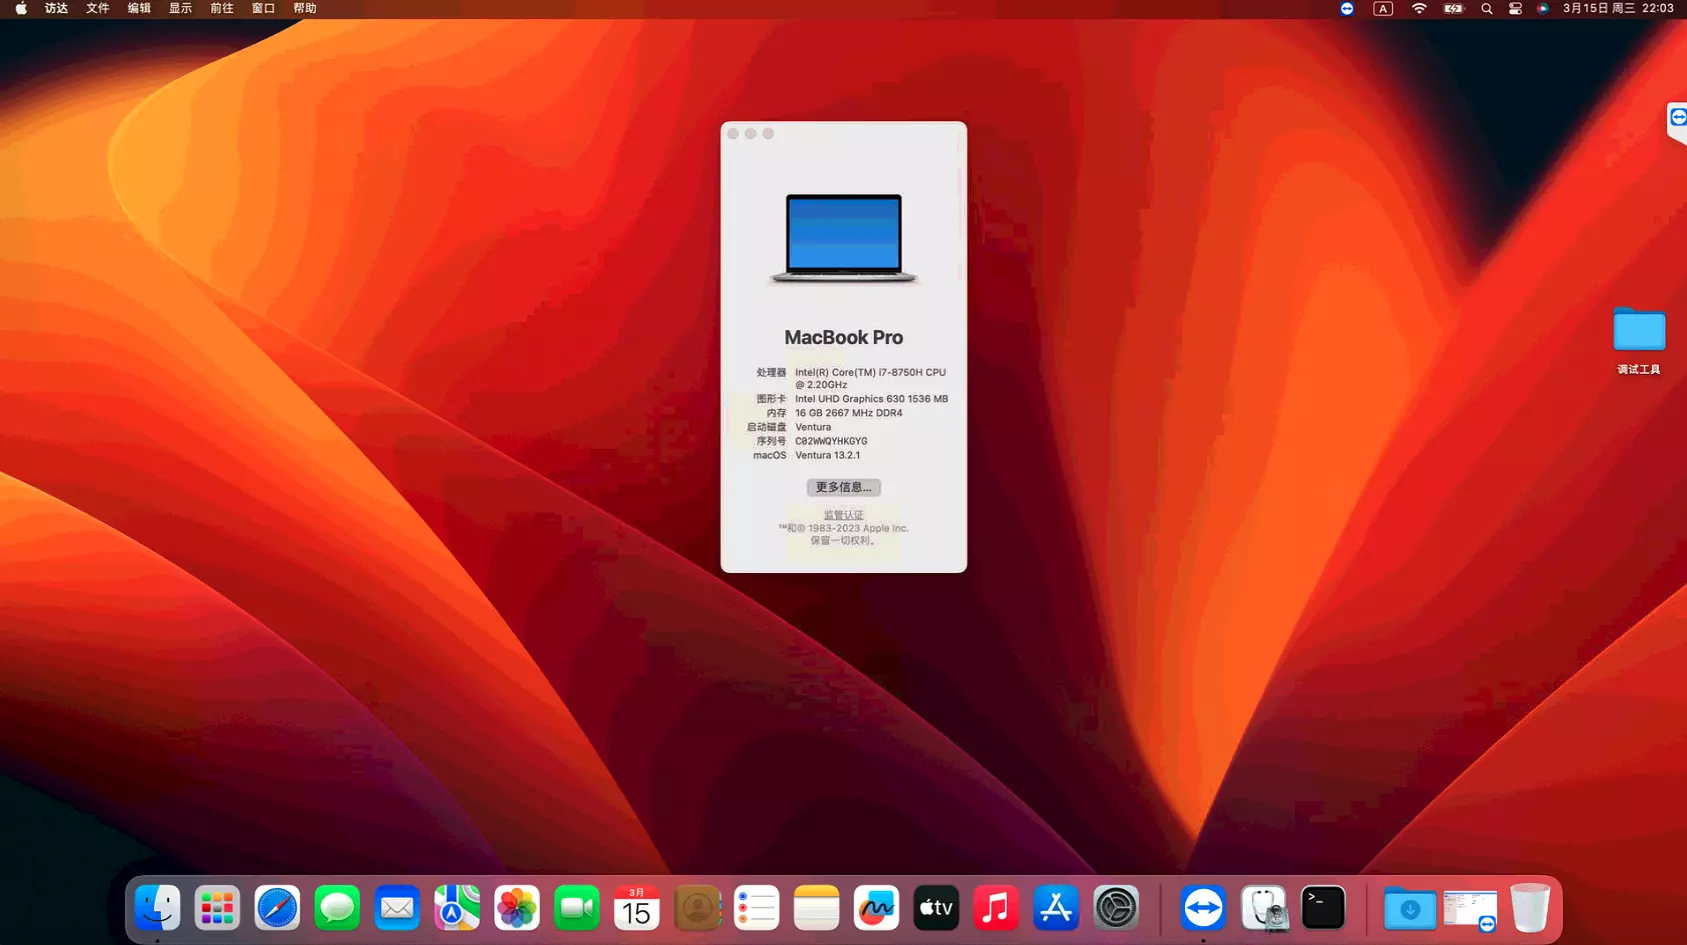 访达 文件 编辑 显示 前往 窗口 帮助 A 3月15日 周三 22:03
MacBook Pro
处理器 Intel(R) Core(TM) i7-8750H CPU
@ 2.20GHz
图形卡 Intel UHD Graphics 630 1536 MB
内存 16 GB 2667 MHz DDR4
启动磁盘 Ventura
序列号 C02WWQYHKGYG
macOS Ventura 13.2.1
更多信息...
监管认证
™和© 1983-2023 Apple Inc.
保留一切权利。
调试工具
3月
15
tv
>_